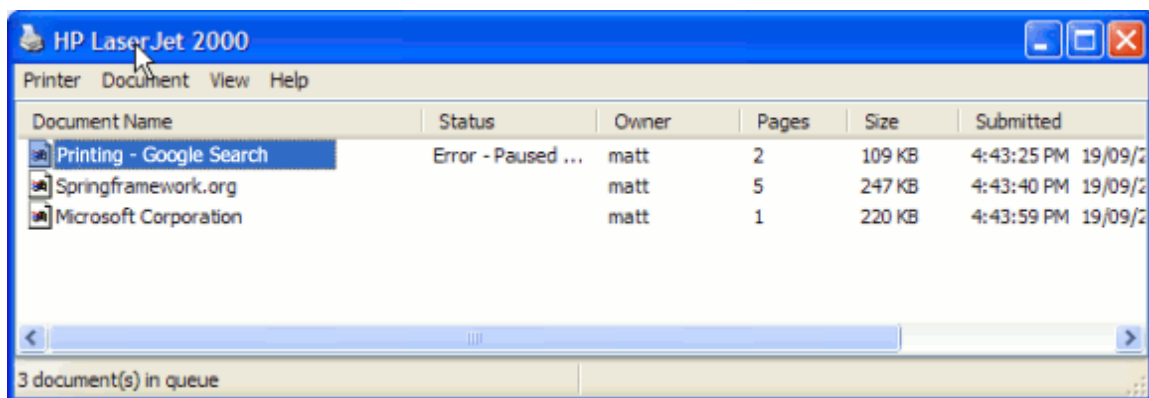 HP LaserJet 2000
Printer Document View Help
Document Name Status Owner Pages Size Submitted
Printing - Google Search Error - Paused ... matt 2 109 KB 4:43:25 PM 19/09/2
Springframework.org matt 5 247 KB 4:43:40 PM 19/09/2
Microsoft Corporation matt 1 220 KB 4:43:59 PM 19/09/2
3 document(s) in queue